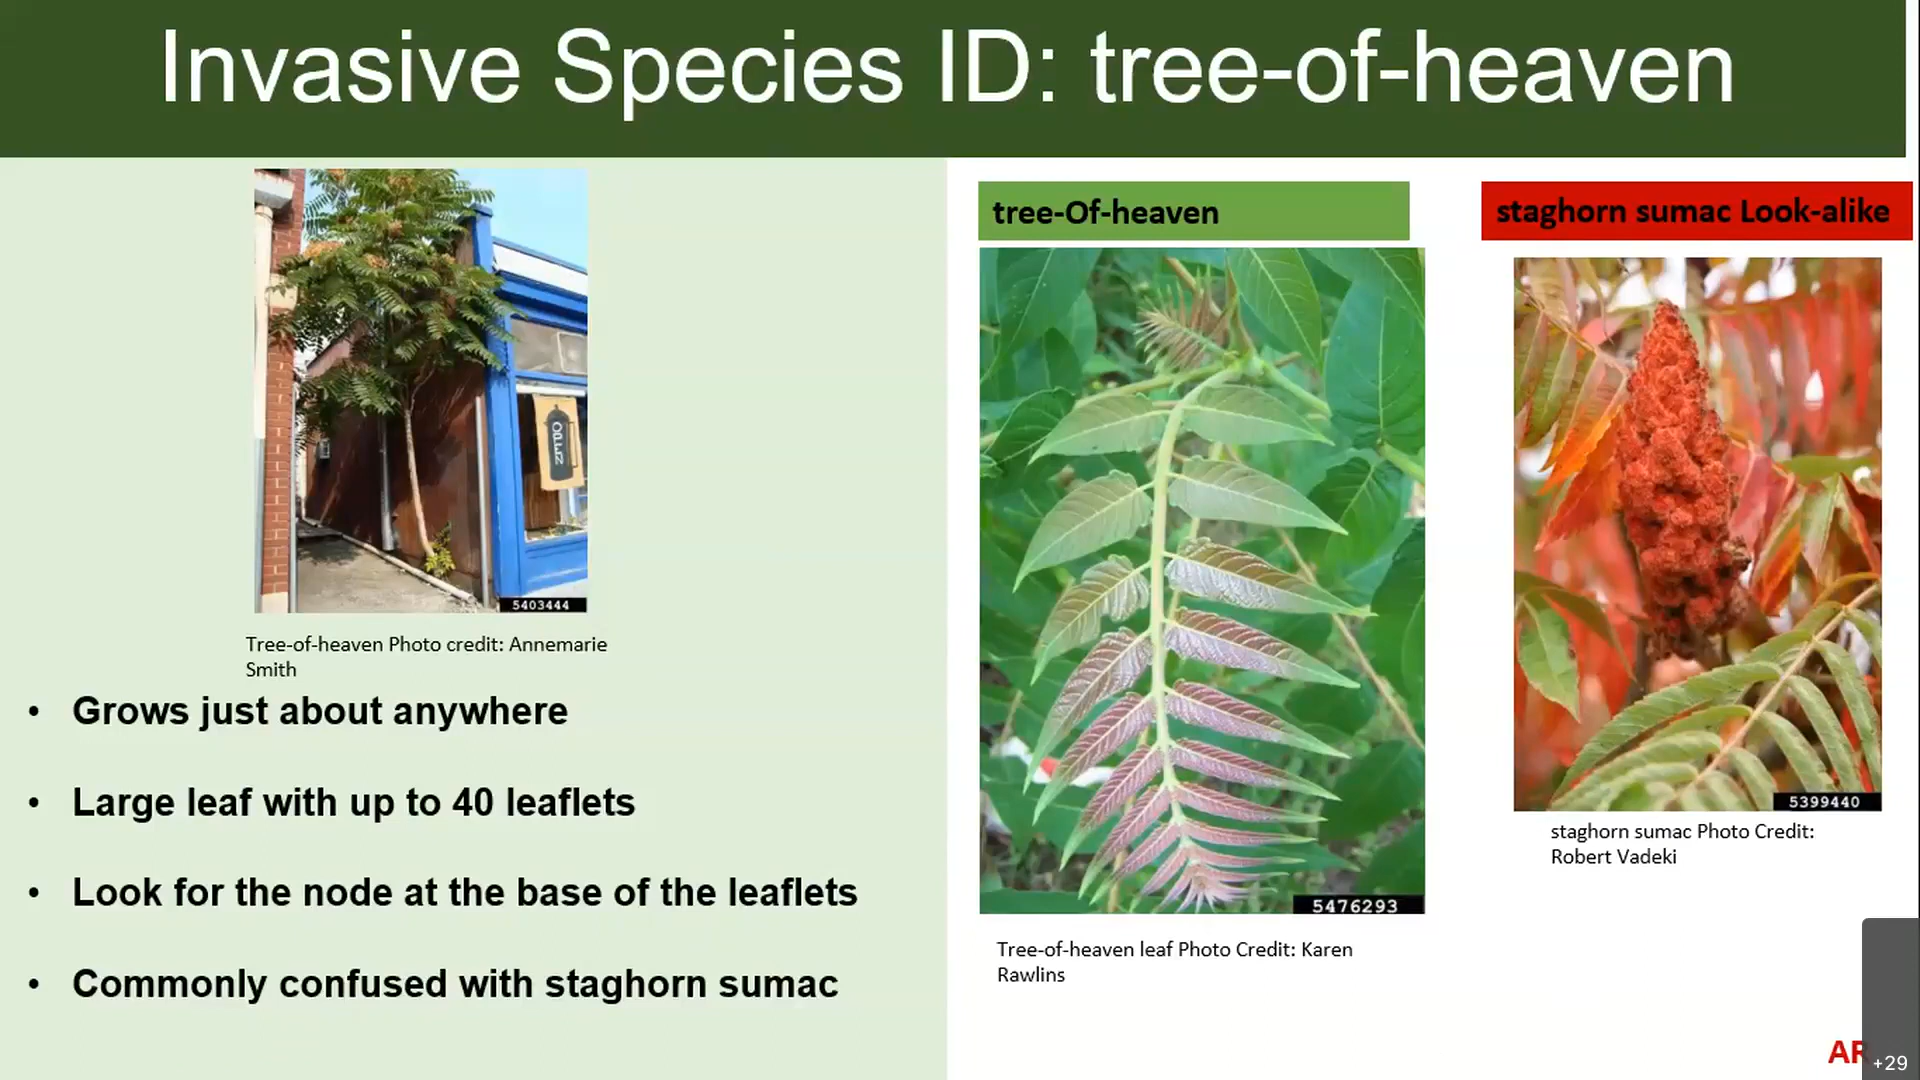 Invasive Species ID: tree-of-heaven
OPEN
5403444
Tree-of-heaven Photo credit: Annemarie
Smith
• Grows just about anywhere
• Large leaf with up to 40 leaflets
• Look for the node at the base of the leaflets
• Commonly confused with staghorn sumac
tree-Of-heaven
5476293
Tree-of-heaven leaf Photo Credit: Karen
Rawlins
staghorn sumac Look-alike
5399440
staghorn sumac Photo Credit:
Robert Vadeki
AR
+29